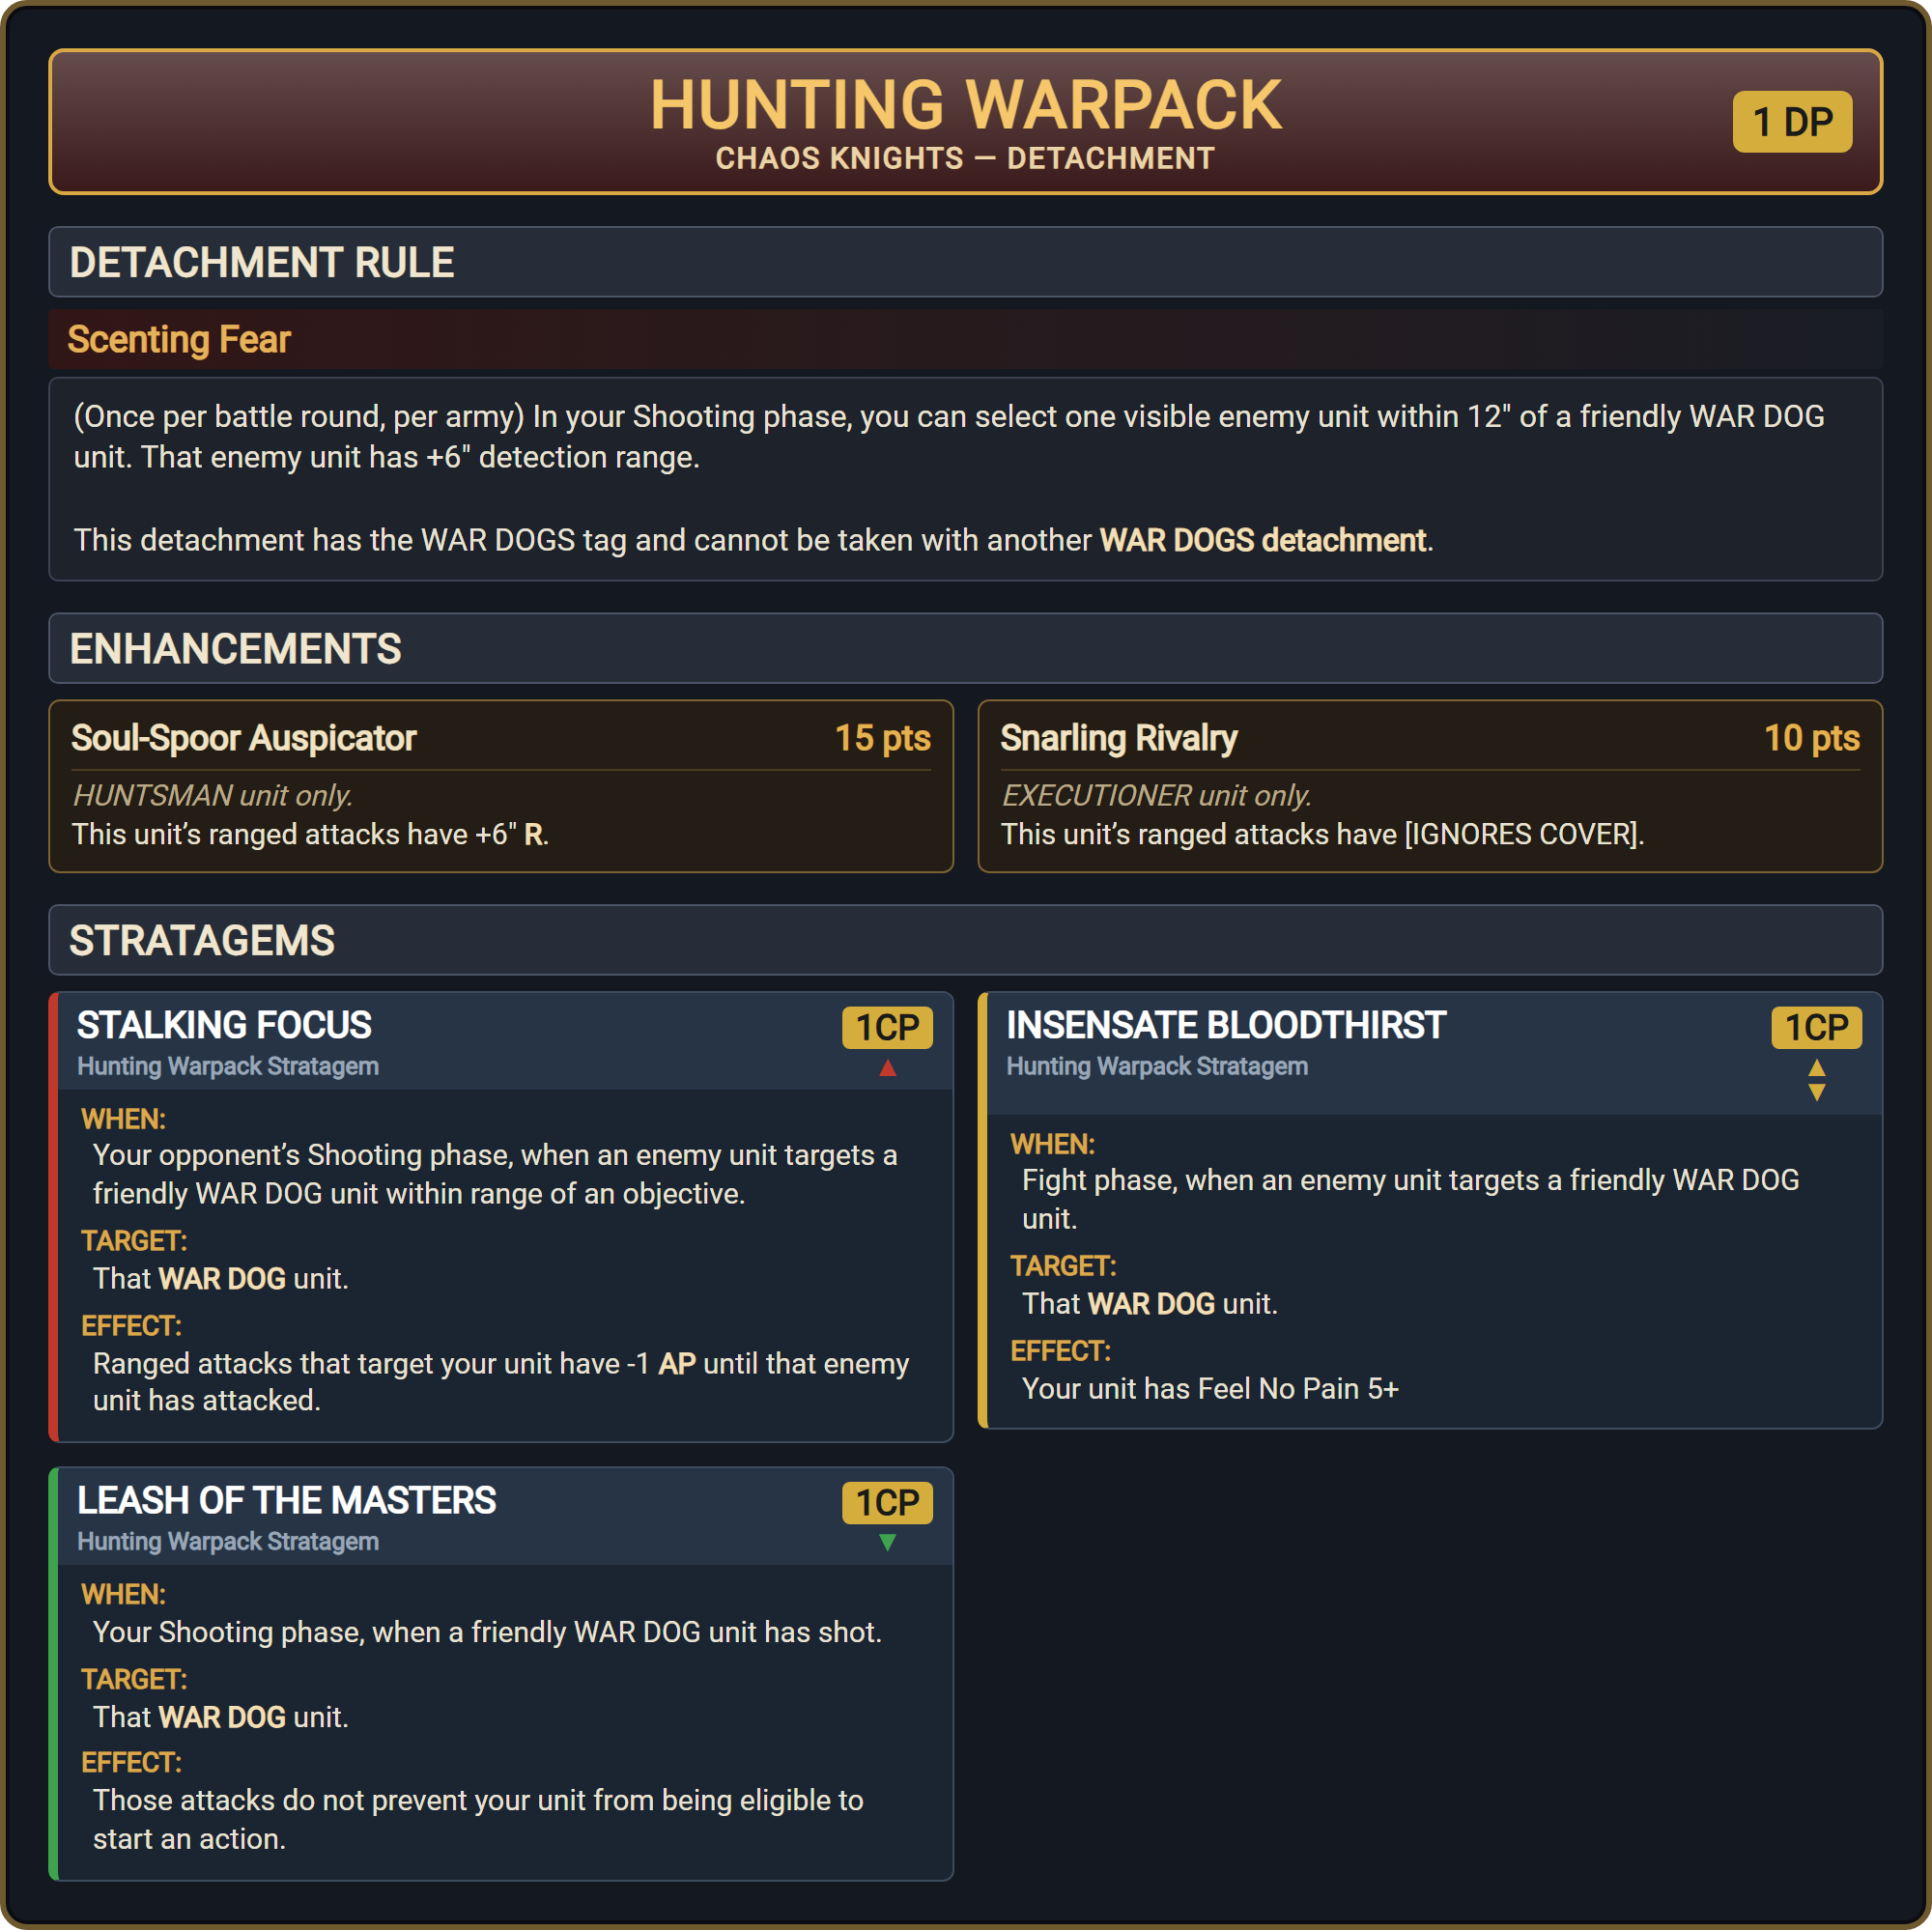 HUNTING WARPACK
CHAOS KNIGHTS — DETACHMENT
1 DP
DETACHMENT RULE
Scenting Fear
(Once per battle round, per army) In your Shooting phase, you can select one visible enemy unit within 12" of a friendly WAR DOG
unit. That enemy unit has +6" detection range.
This detachment has the WAR DOGS tag and cannot be taken with another WAR DOGS detachment.
ENHANCEMENTS
Soul-Spoor Auspicator 15 pts
HUNTSMAN unit only.
This unit’s ranged attacks have +6" R.
Snarling Rivalry 10 pts
EXECUTIONER unit only.
This unit’s ranged attacks have [IGNORES COVER].
STRATAGEMS
STALKING FOCUS 1CP
Hunting Warpack Stratagem ▲
WHEN:
Your opponent’s Shooting phase, when an enemy unit targets a
friendly WAR DOG unit within range of an objective.
TARGET:
That WAR DOG unit.
EFFECT:
Ranged attacks that target your unit have -1 AP until that enemy
unit has attacked.
INSENSATE BLOODTHIRST 1CP
Hunting Warpack Stratagem ▲
▼
WHEN:
Fight phase, when an enemy unit targets a friendly WAR DOG
unit.
TARGET:
That WAR DOG unit.
EFFECT:
Your unit has Feel No Pain 5+
LEASH OF THE MASTERS 1CP
Hunting Warpack Stratagem ▼
WHEN:
Your Shooting phase, when a friendly WAR DOG unit has shot.
TARGET:
That WAR DOG unit.
EFFECT:
Those attacks do not prevent your unit from being eligible to
start an action.